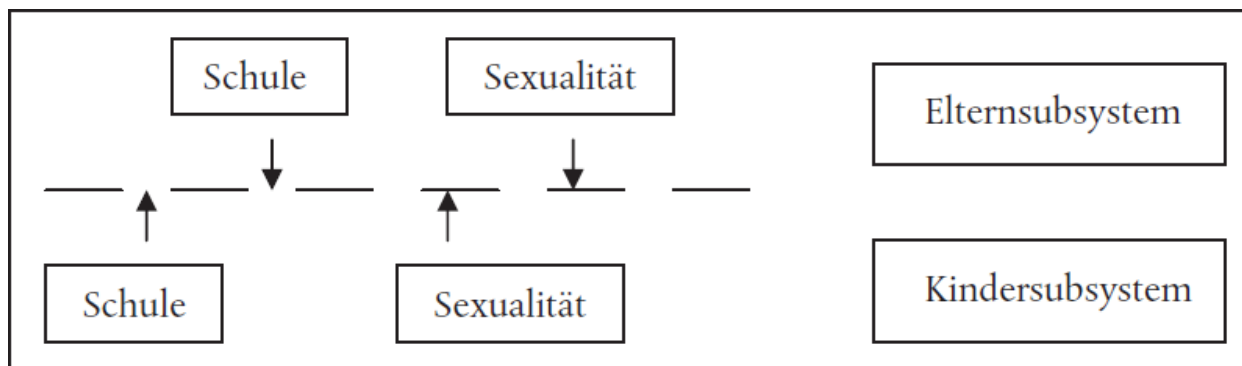 Schule
Sexualität
Elternsubsystem
Schule
Sexualität
Kindersubsystem